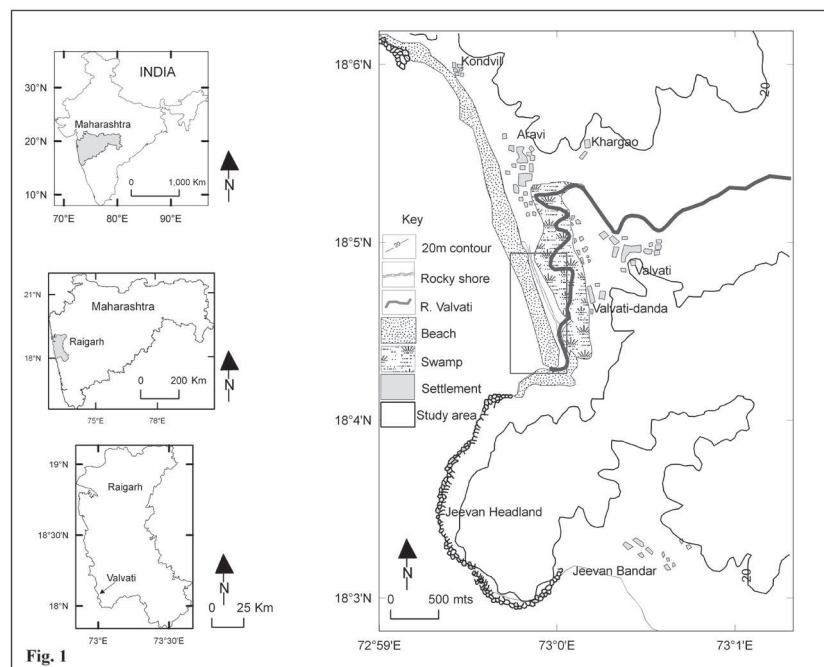 30°N
20°N
10°N
INDIA
Maharashtra
0 1,000 Km
N
70°E 80°E 90°E
21°N
18°N
Maharashtra
Raigarh
0 200 Km
N
75°E 78°E
19°N
18°30'N
18°N
Raigarh
Valvati
N
0 25 Km
73°E 73°30'E
Fig. 1
18°6'N
18°5'N
18°4'N
18°3'N
Kondvil
20
Aravi
Khargao
Key
20m contour
Rocky shore
R. Valvati
Beach
Swamp
Settlement
Study area
Valvati
Valvati-danda
Jeevan Headland
Jeevan Bandar
20
N
0 500 mts
72°59'E 73°0'E 73°1'E